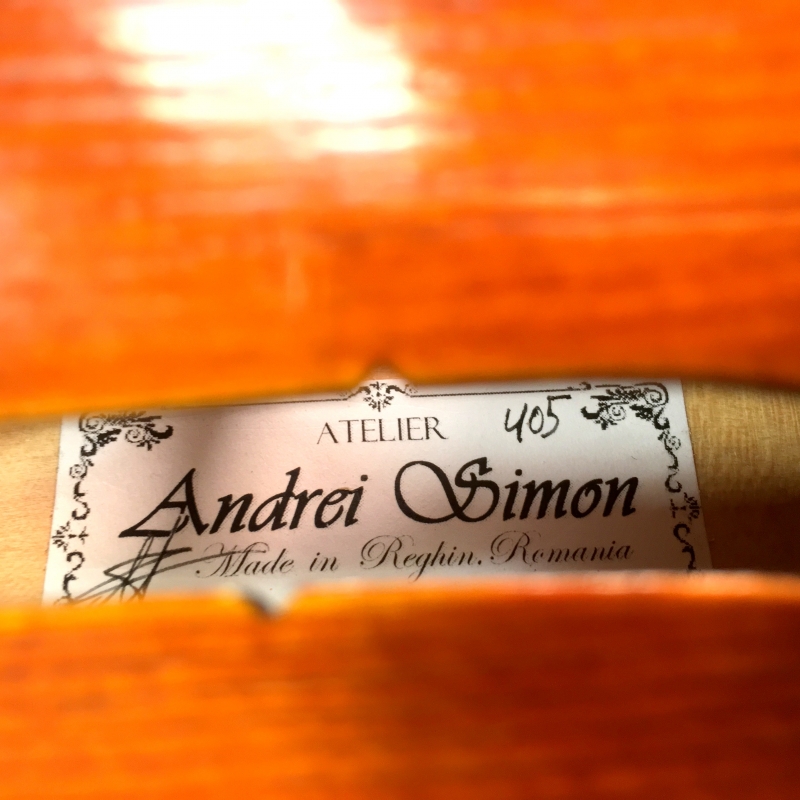 ATELIER 405
Andrei Simon
Made in Reghin. Romania